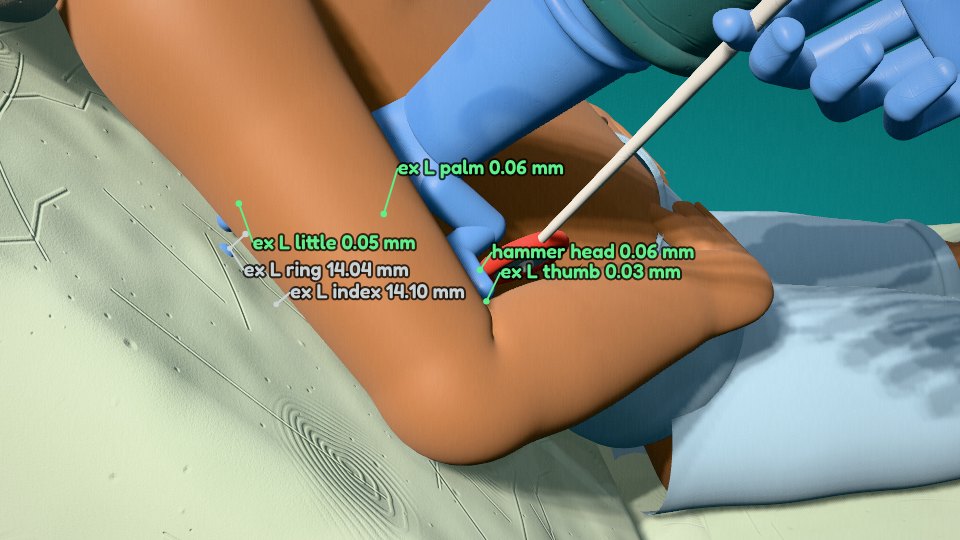 ex L palm 0.06 mm
ex L little 0.05 mm
hammer head 0.06 mm
ex L ring 14.04 mm
ex L thumb 0.03 mm
ex L index 14.10 mm